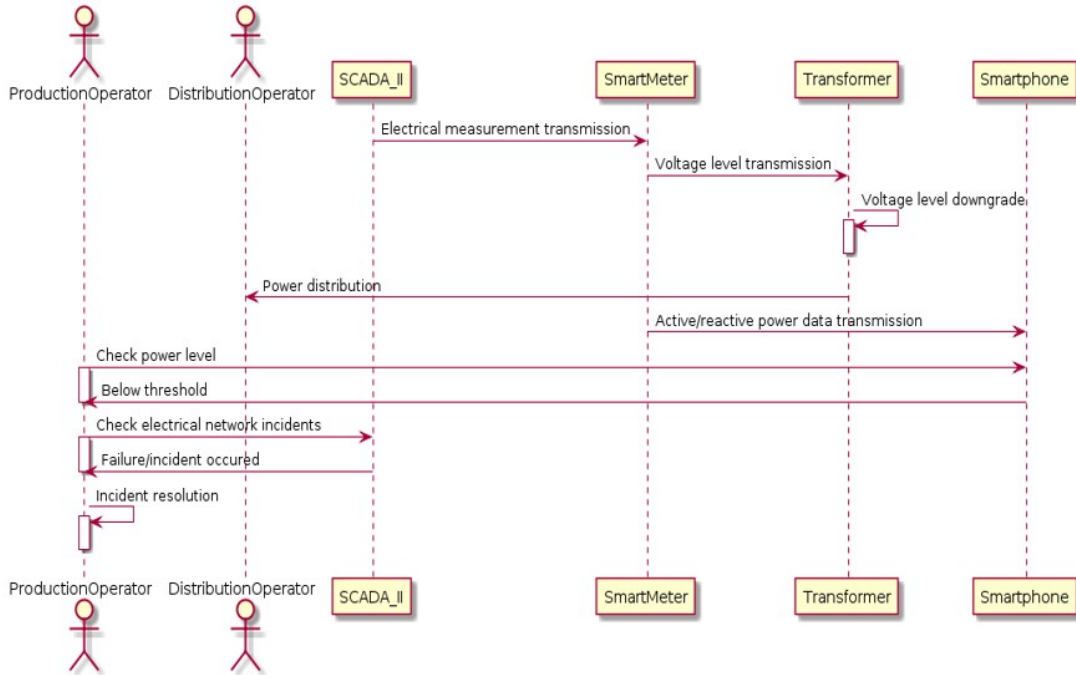 ProductionOperator
DistributionOperator
SCADA_II
SmartMeter
Transformer
Smartphone
Electrical measurement transmission
Voltage level transmission
Voltage level downgrade
Power distribution
Active/reactive power data transmission
Check power level
Below threshold
Check electrical network incidents
Failure/incident occured
Incident resolution
ProductionOperator
DistributionOperator
SCADA_II
SmartMeter
Transformer
Smartphone